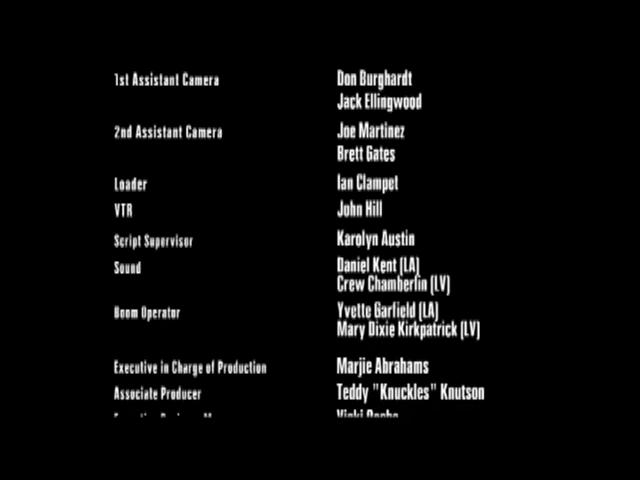 1st Assistant Camera Don Burghardt
Jack Ellingwood
2nd Assistant Camera Joe Martinez
Brett Gates
Loader Ian Clampet
VTR John Hill
Script Supervisor Karolyn Austin
Sound Daniel Kent (LA)
Crew Chamberlin (LV)
Boom Operator Yvette Garfield (LA)
Mary Dixie Kirkpatrick (LV)
Executive in Charge of Production Marjie Abrahams
Associate Producer Teddy "Knuckles" Knutson